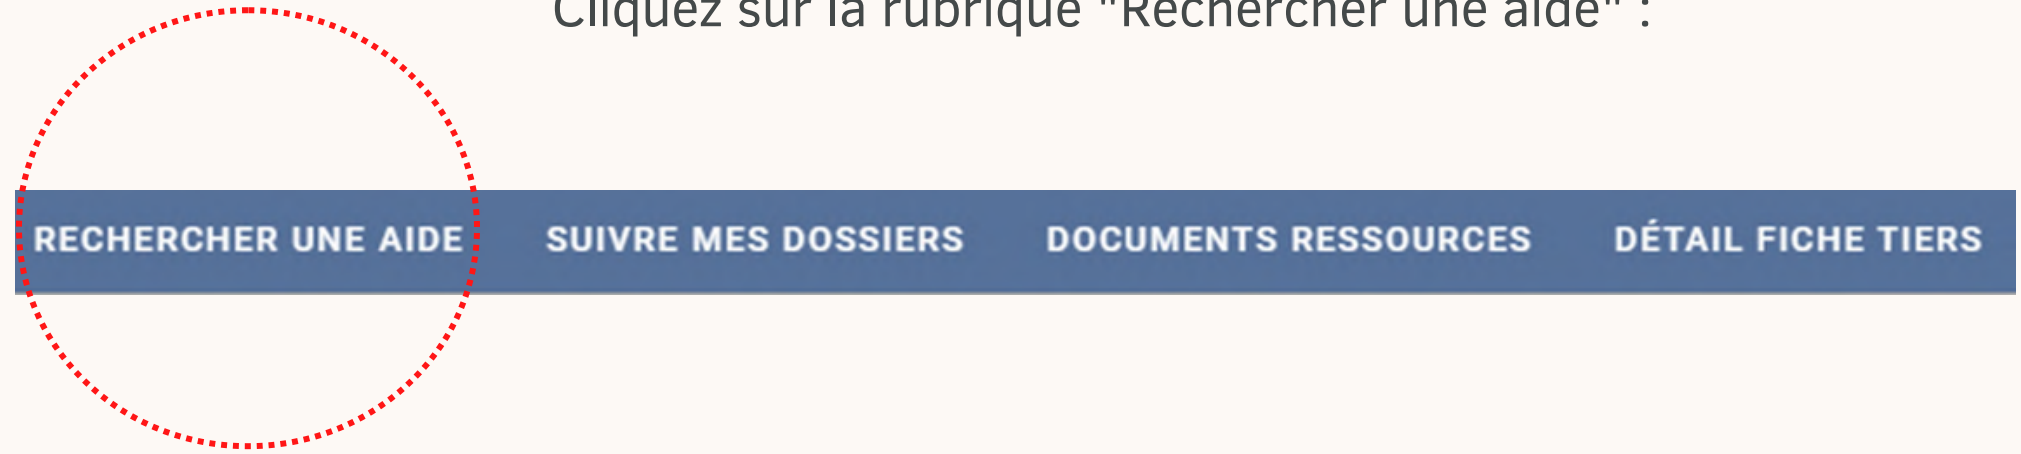 Cliquez sur la rubrique "Rechercher une aide" :
RECHERCHER UNE AIDE SUIVRE MES DOSSIERS DOCUMENTS RESSOURCES DÉTAIL FICHE TIERS